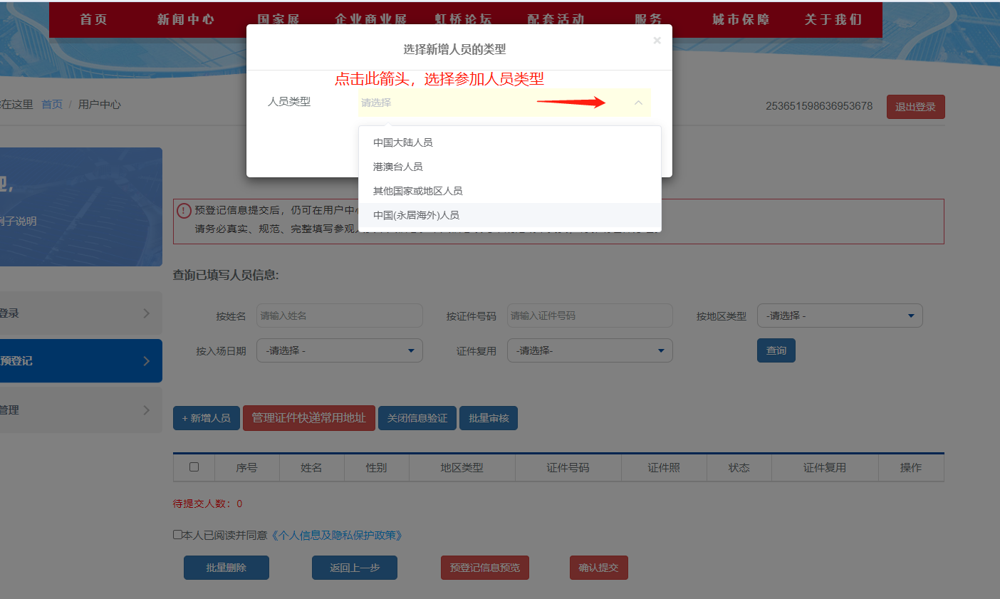 首页 新闻中心 国家展 企业商业展 虹桥论坛 配套活动 服务 城市保障 关于我们
选择新增人员的类型
×
点击此箭头，选择参加人员类型
人员类型 请选择
在这里 首页 / 用户中心
253651598636953678 退出登录
中国大陆人员
港澳台人员
其他国家或地区人员
中国(永居海外)人员
例子说明
预登记信息提交后，仍可在用户中
请务必真实、规范、完整填写参观
查询已填写人员信息:
登录
预登记
管理
按姓名 请输入姓名 按证件号码 请输入证件号码 按地区类型 -请选择 -
按入场日期 -请选择 - 证件复用 -请选择- 查询
+ 新增人员 管理证件快递常用地址 关闭信息验证 批量审核
序号 姓名 性别 地区类型 证件号码 证件照 状态 证件复用 操作
待提交人数：0
本人已阅读并同意《个人信息及隐私保护政策》
批量删除 返回上一步 预登记信息预览 确认提交